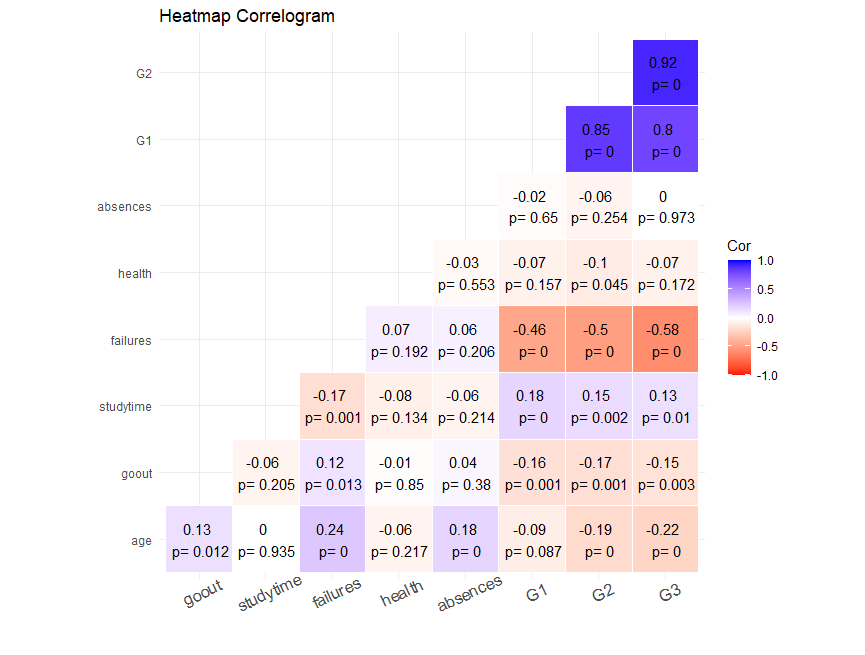 Heatmap Correlogram
G2
0.92
p= 0
G1
0.85 0.8
p= 0 p= 0
absences
-0.02 -0.06 0
p= 0.65 p= 0.254 p= 0.973
health
-0.03 -0.07 -0.1 -0.07
p= 0.553 p= 0.157 p= 0.045 p= 0.172
failures
0.07 0.06 -0.46 -0.5 -0.58
p= 0.192 p= 0.206 p= 0 p= 0 p= 0
studytime
-0.17 -0.08 -0.06 0.18 0.15 0.13
p= 0.001 p= 0.134 p= 0.214 p= 0 p= 0.002 p= 0.01
goout
-0.06 0.12 -0.01 0.04 -0.16 -0.17 -0.15
p= 0.205 p= 0.013 p= 0.85 p= 0.38 p= 0.001 p= 0.001 p= 0.003
age
0.13 0 0.24 -0.06 0.18 -0.09 -0.19 -0.22
p= 0.012 p= 0.935 p= 0 p= 0.217 p= 0 p= 0.087 p= 0 p= 0
goout studytime failures health absences G1 G2 G3
Cor
1.0
0.5
0.0
-0.5
-1.0